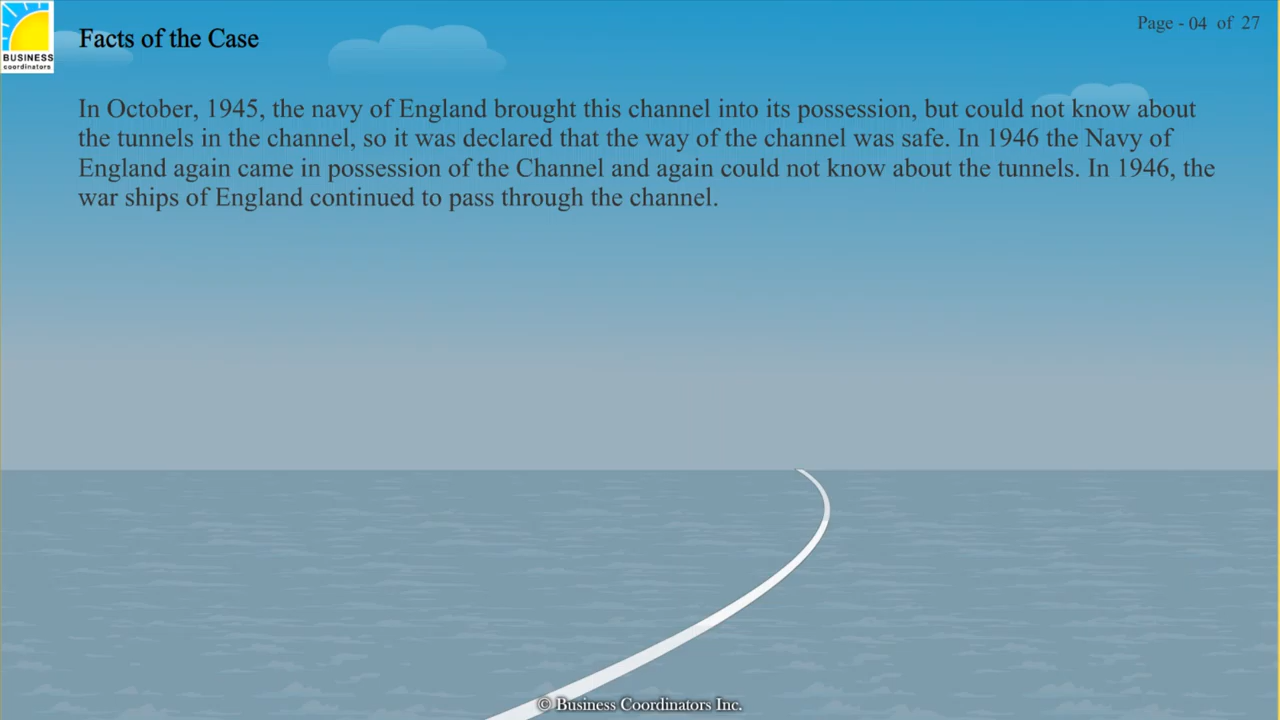 Page - 04 of 27
BUSINESS
coordinators
Facts of the Case
In October, 1945, the navy of England brought this channel into its possession, but could not know about
the tunnels in the channel, so it was declared that the way of the channel was safe. In 1946 the Navy of
England again came in possession of the Channel and again could not know about the tunnels. In 1946, the
war ships of England continued to pass through the channel.
© Business Coordinators Inc.